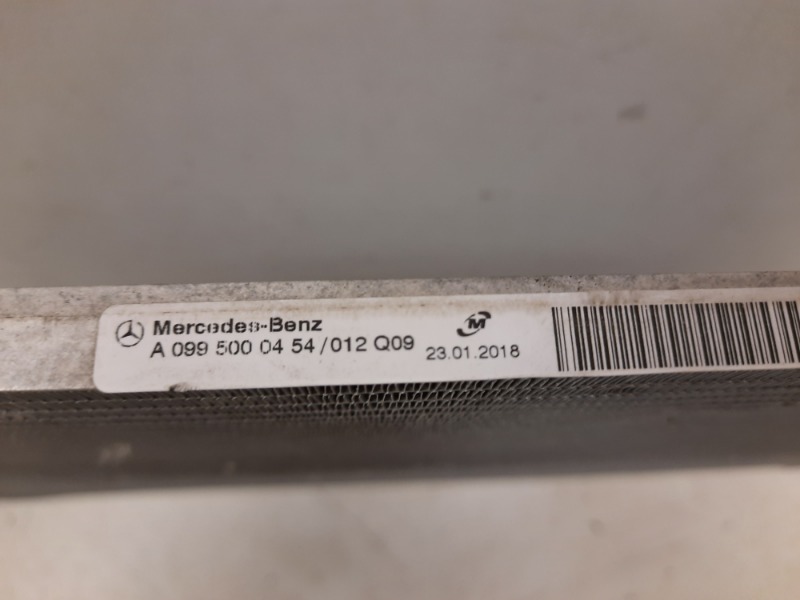 Mercedes-Benz
A 099 500 04 54/012 Q09
M
23.01.2018